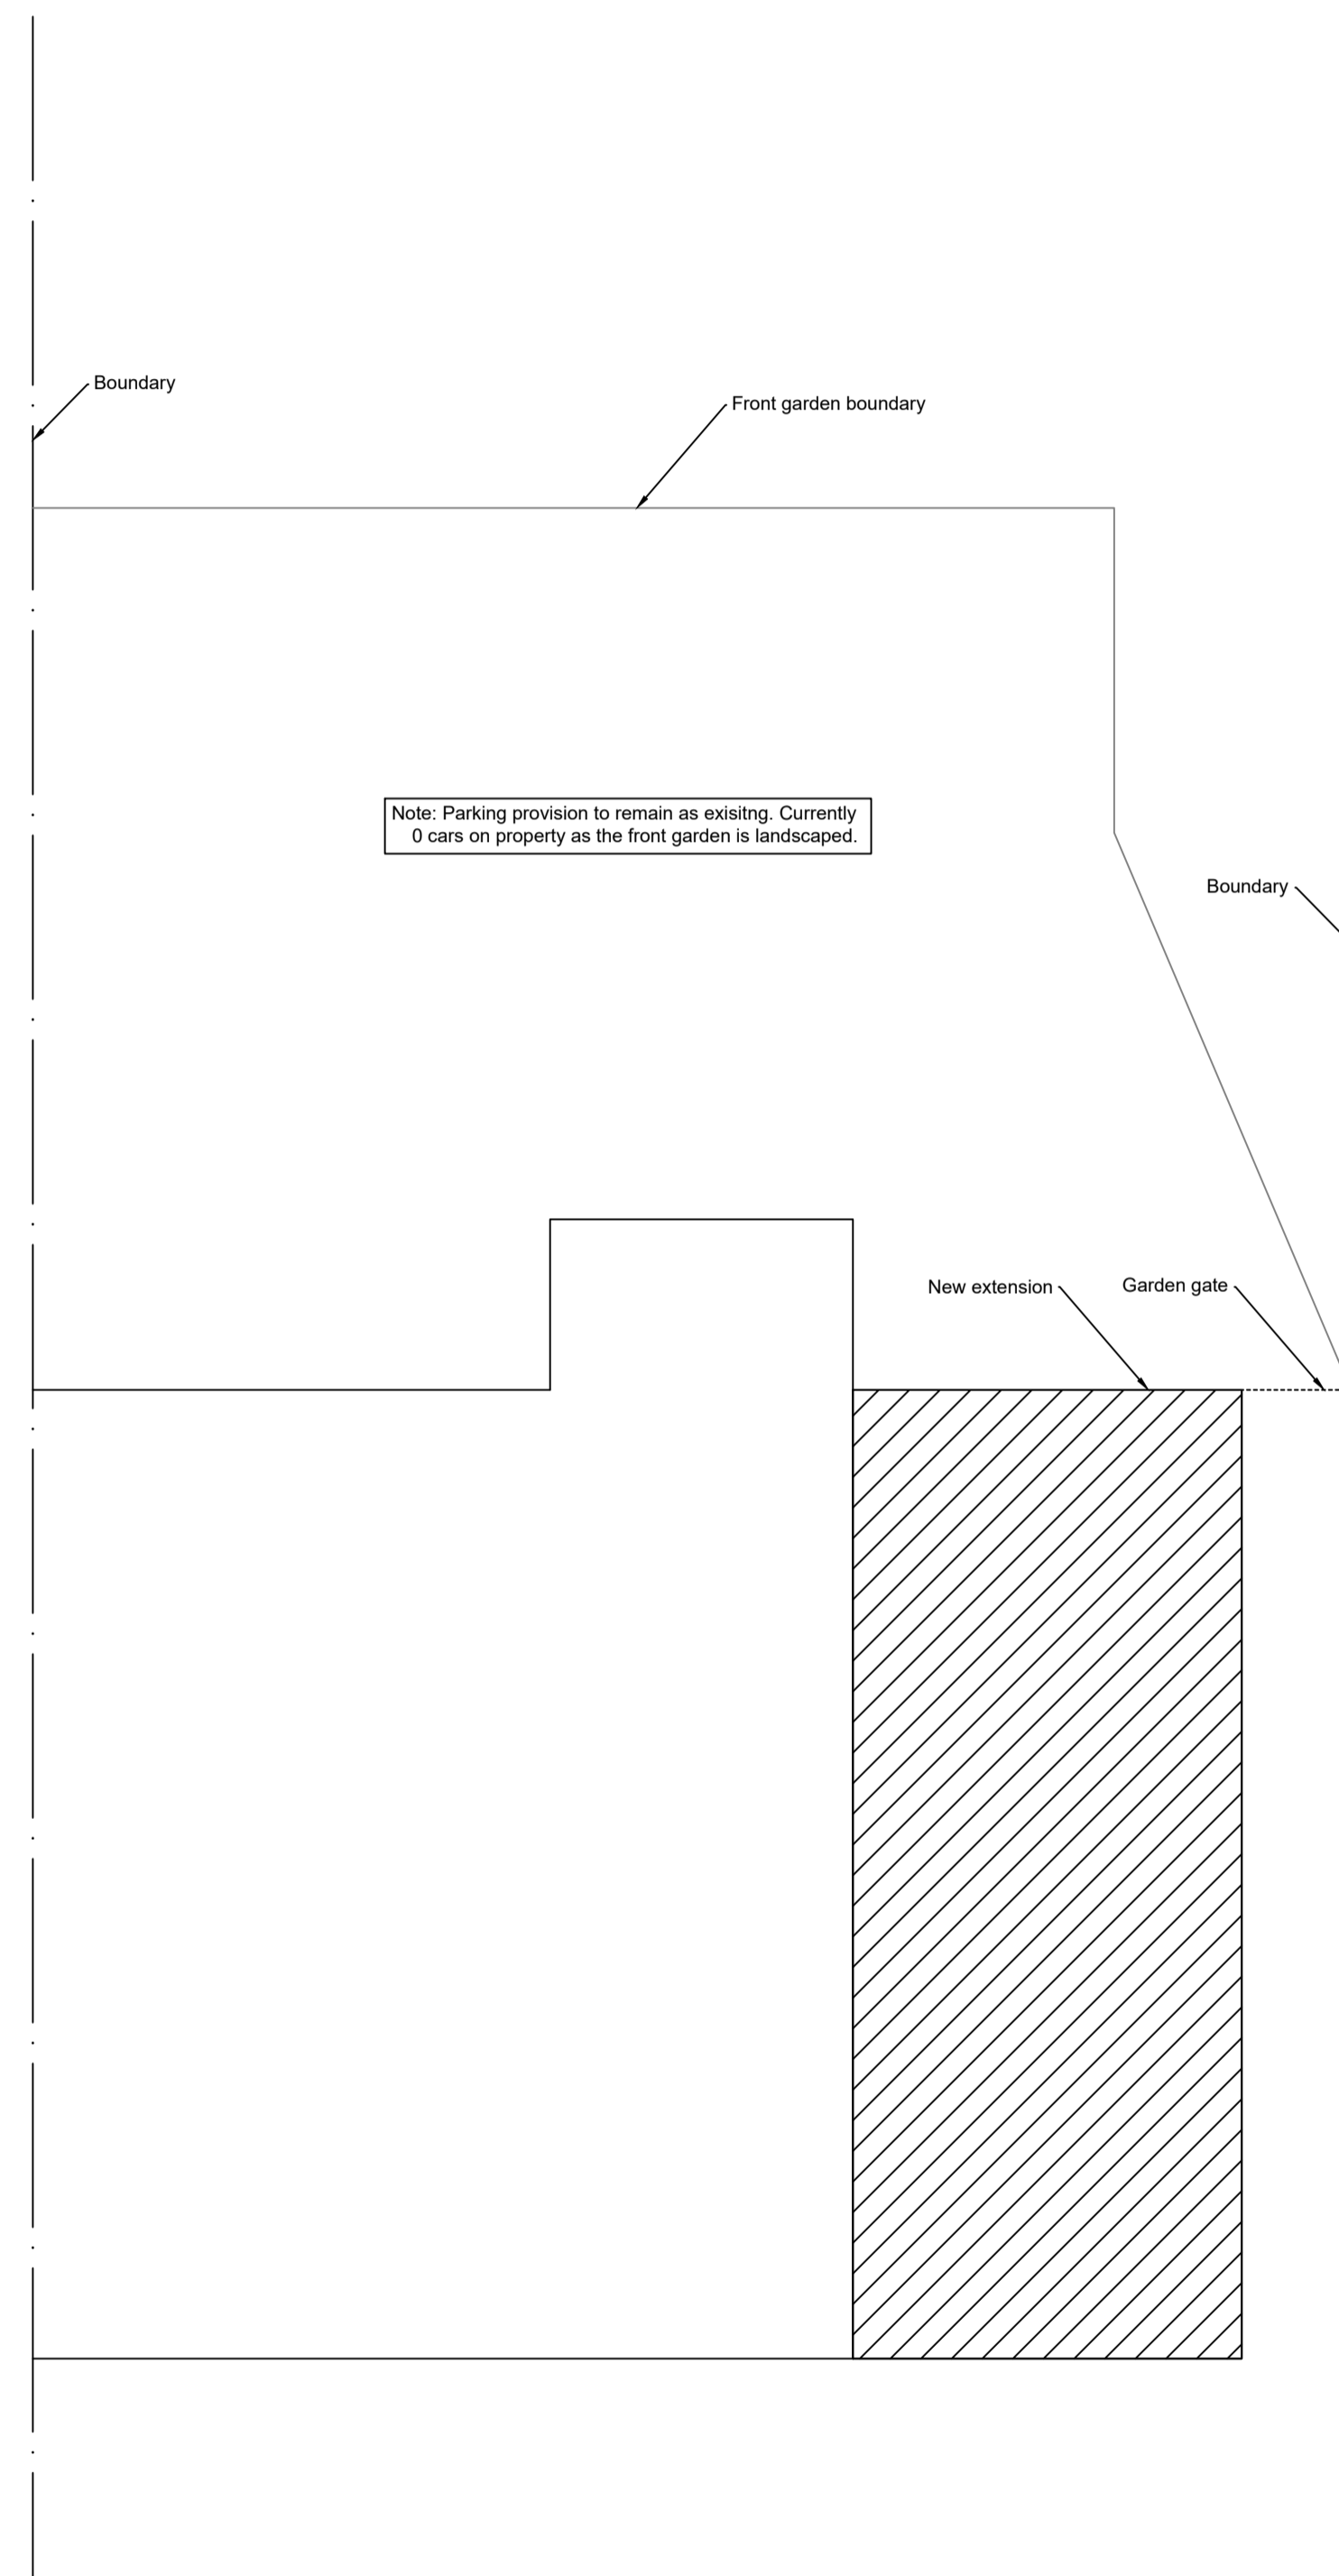 Boundary
Front garden boundary
Note: Parking provision to remain as exisitng. Currently
0 cars on property as the front garden is landscaped.
Boundary
New extension
Garden gate